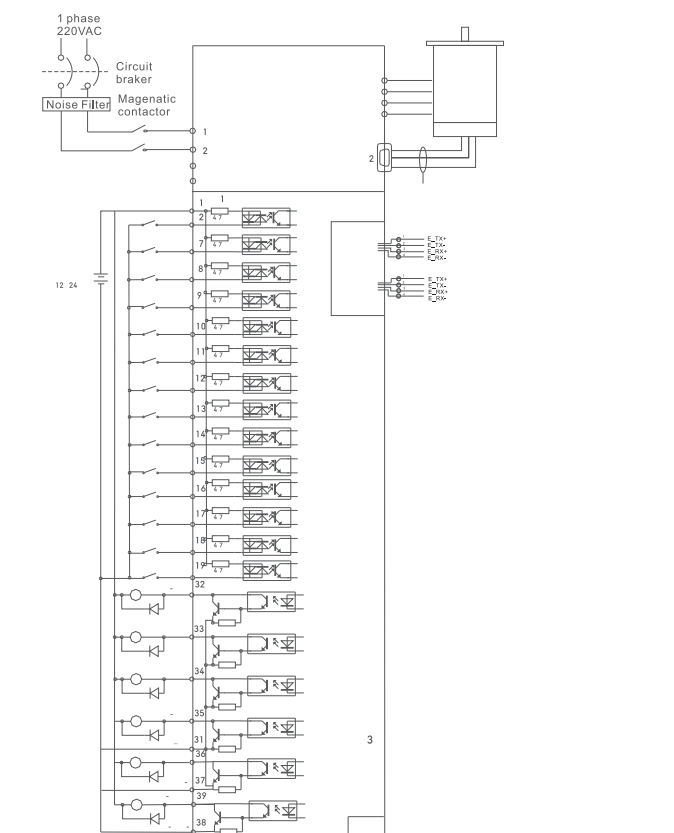 1 phase
220VAC
Circuit
braker
Noise Filter
Magenatic
contactor
1
2
2
1
1
47
2
7
47
8
47
9
47
10
47
11
47
12
47
13
47
14
47
15
47
16
47
17
47
18
47
19
47
32
33
34
35
31
36
37
39
38
12 24
E_TX+
E_TX-
E_RX+
E_RX-
E_TX+
E_TX-
E_RX+
E_RX-
3